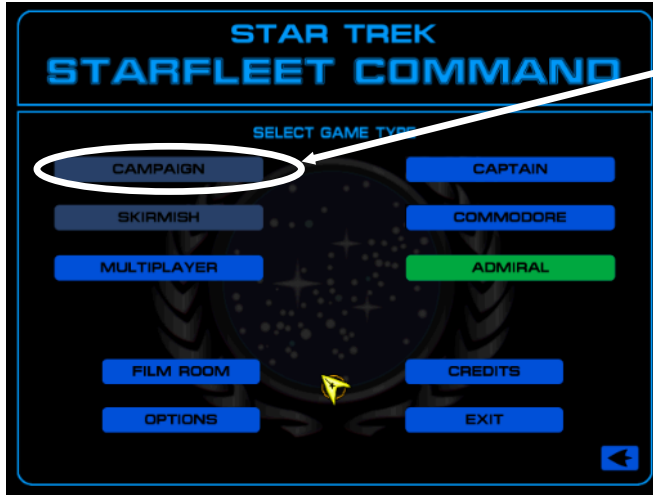 STAR TREK
STARFLEET COMMAND
SELECT GAME TYPE
CAMPAIGN
CAPTAIN
SKIRMISH
COMMODORE
MULTIPLAYER
ADMIRAL
FILM ROOM
CREDITS
OPTIONS
EXIT